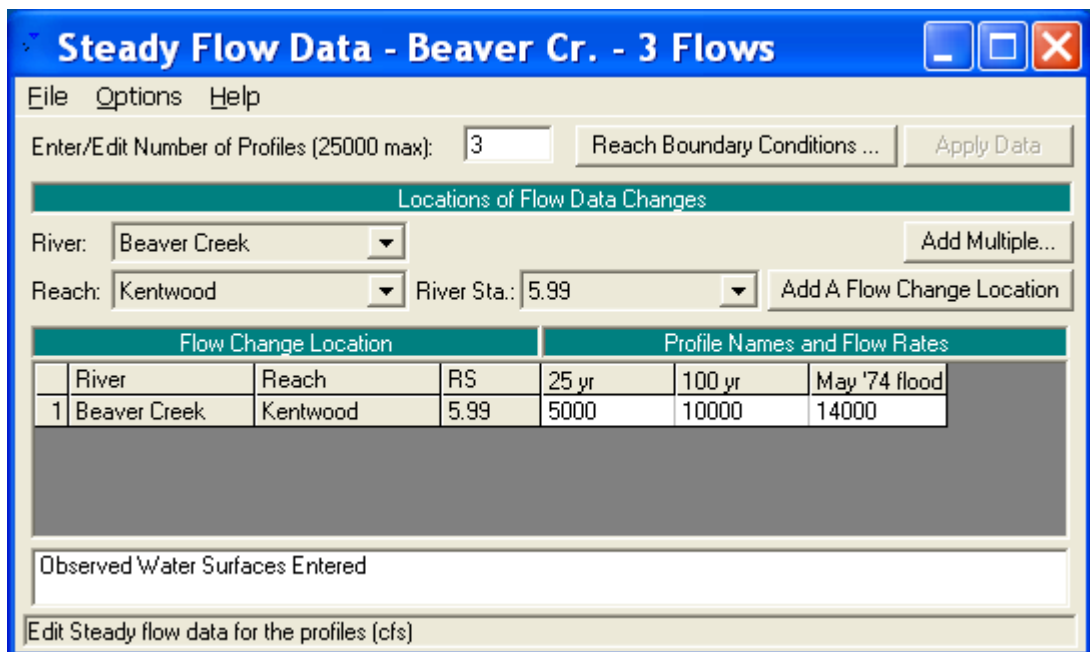 Steady Flow Data - Beaver Cr. - 3 Flows
File Options Help
Enter/Edit Number of Profiles (25000 max): 3 Reach Boundary Conditions ... Apply Data
Locations of Flow Data Changes
River: Beaver Creek Add Multiple...
Reach: Kentwood River Sta.: 5.99 Add A Flow Change Location
Flow Change Location Profile Names and Flow Rates
River Reach RS 25 yr 100 yr May '74 flood
1 Beaver Creek Kentwood 5.99 5000 10000 14000
Observed Water Surfaces Entered
Edit Steady flow data for the profiles (cfs)